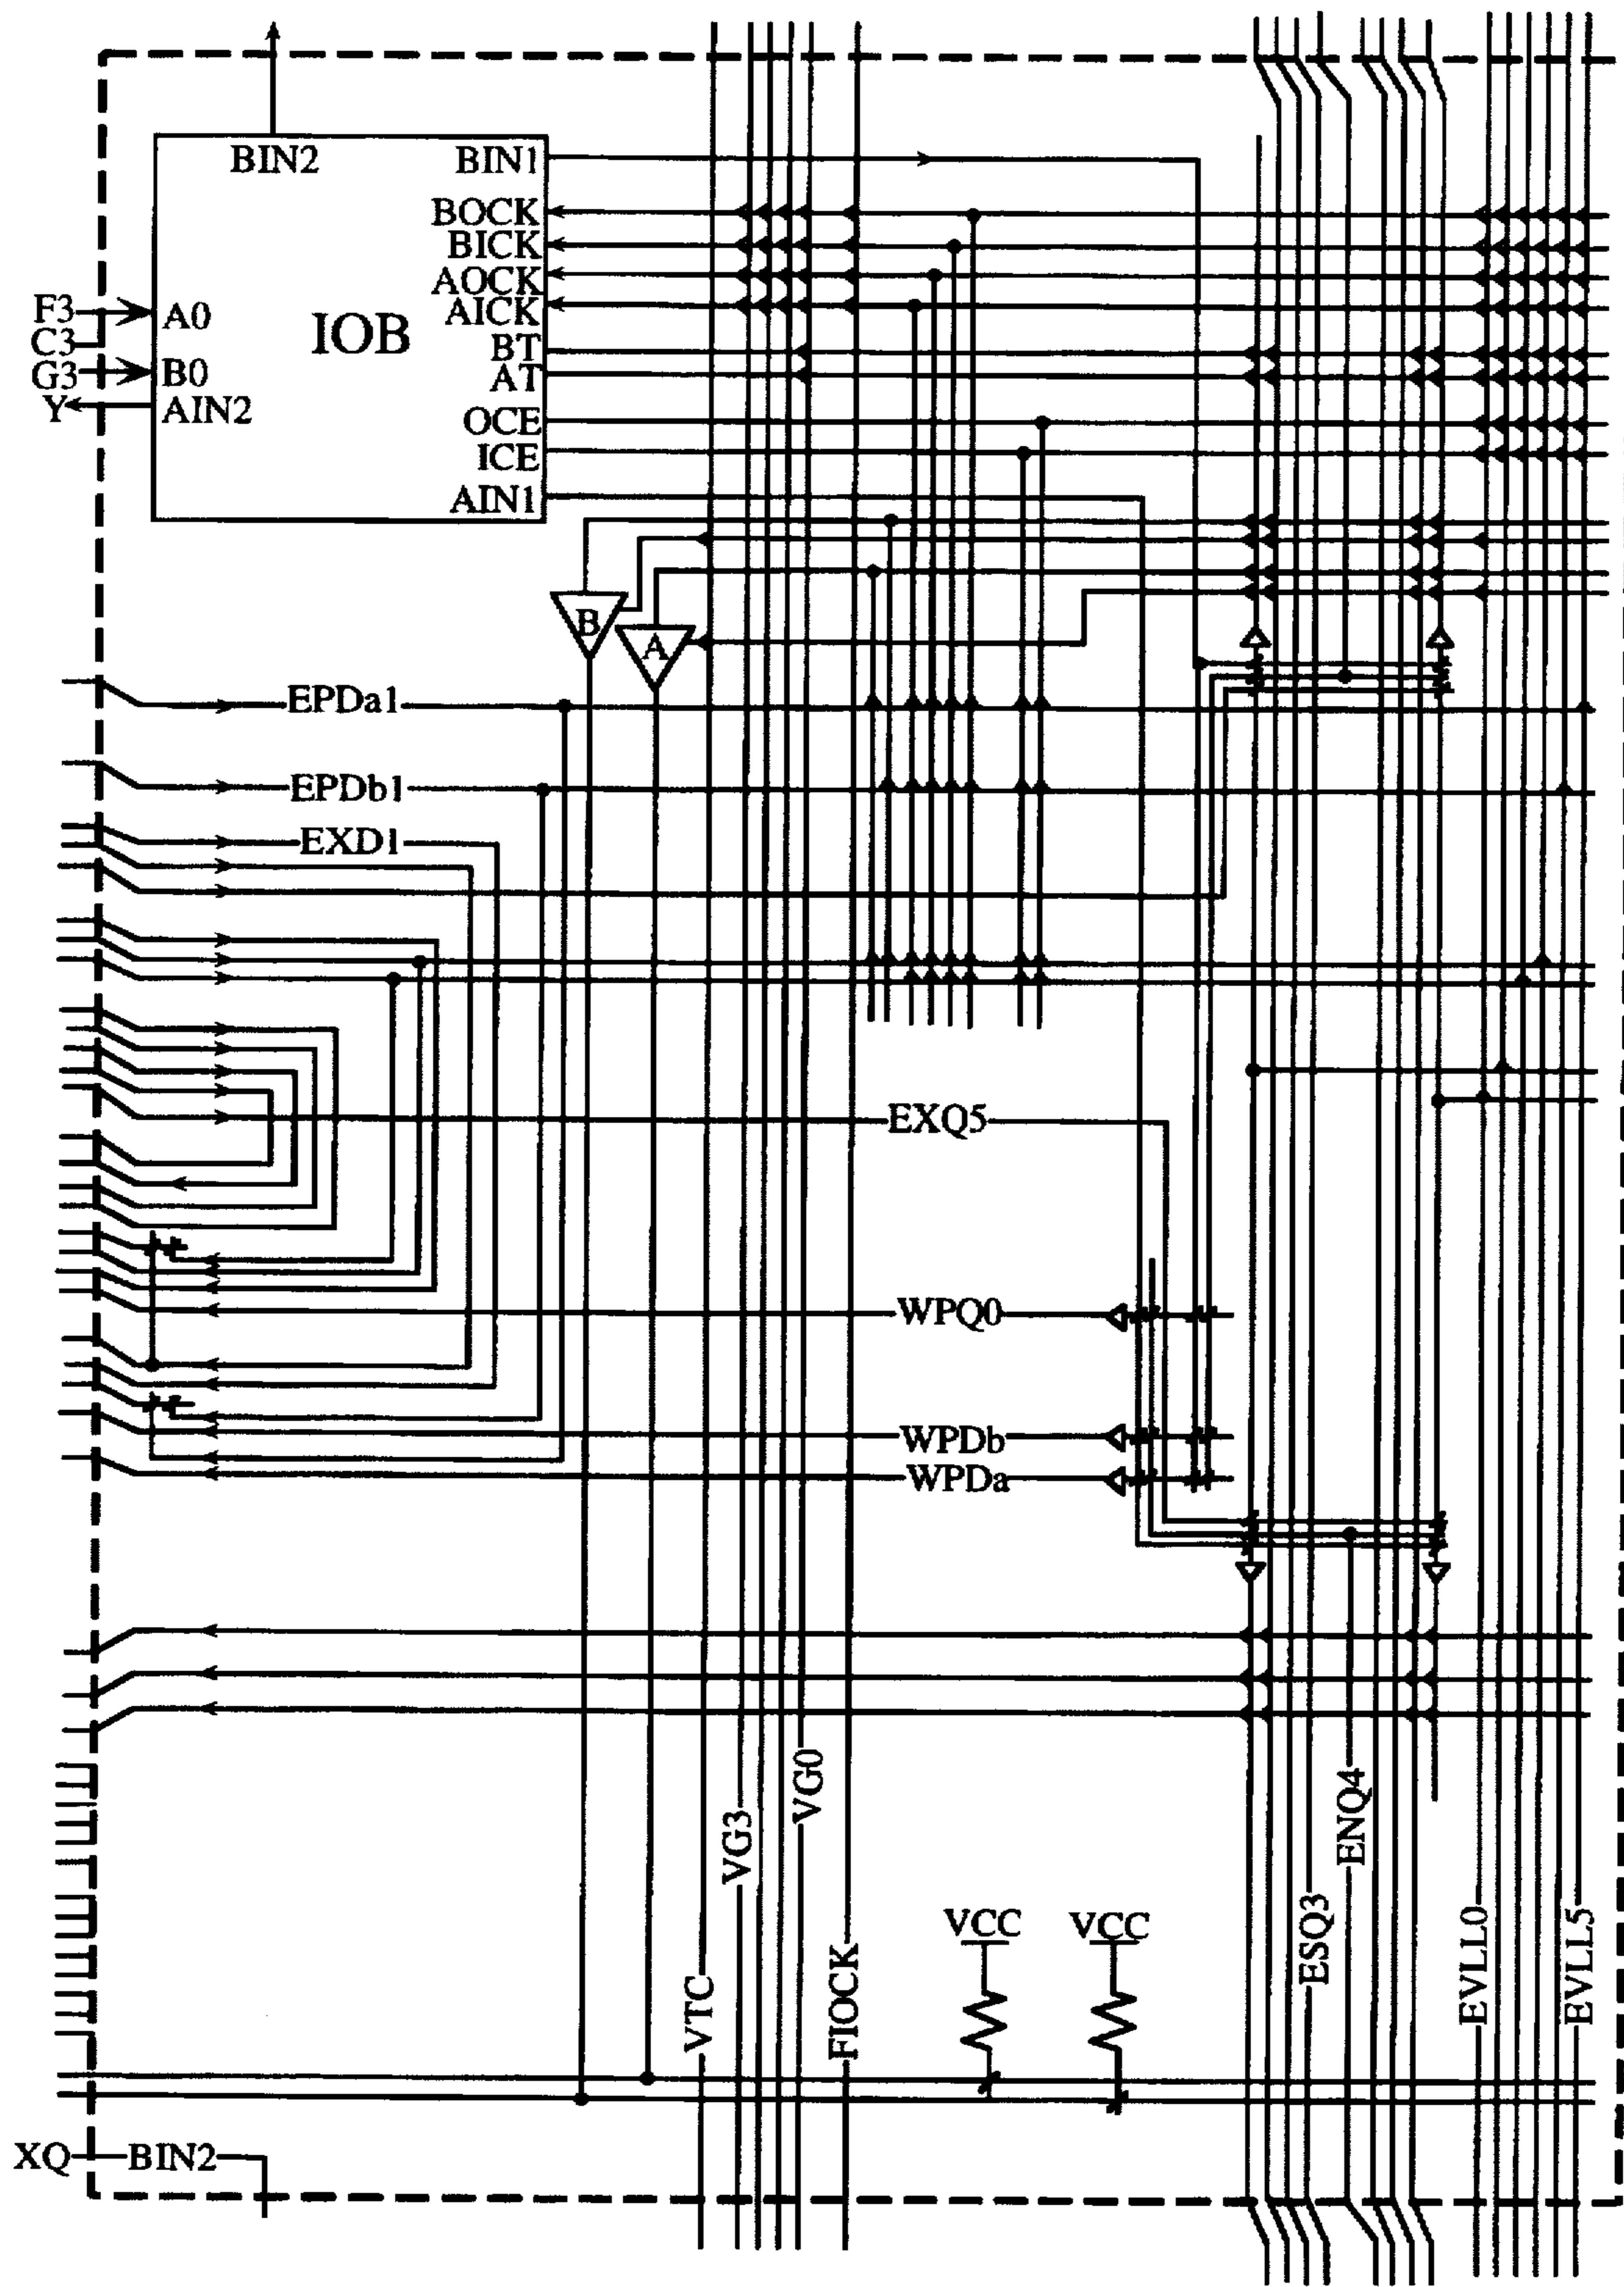 BIN2 BIN1
BOCK
BICK
AOCK
AICK
F3 A0
C3
IOB
BT
G3 B0
AT
Y AIN2
OCE
ICE
AIN1
B
A
EPDa1
EPDb1
EXD1
EXQ5
WPQ0
WPDb
WPDa
VG0
VG3
ENQ4
ESQ3
VCC VCC
EVLL0
EVLL5
FIOCK
VTC
XQ BIN2